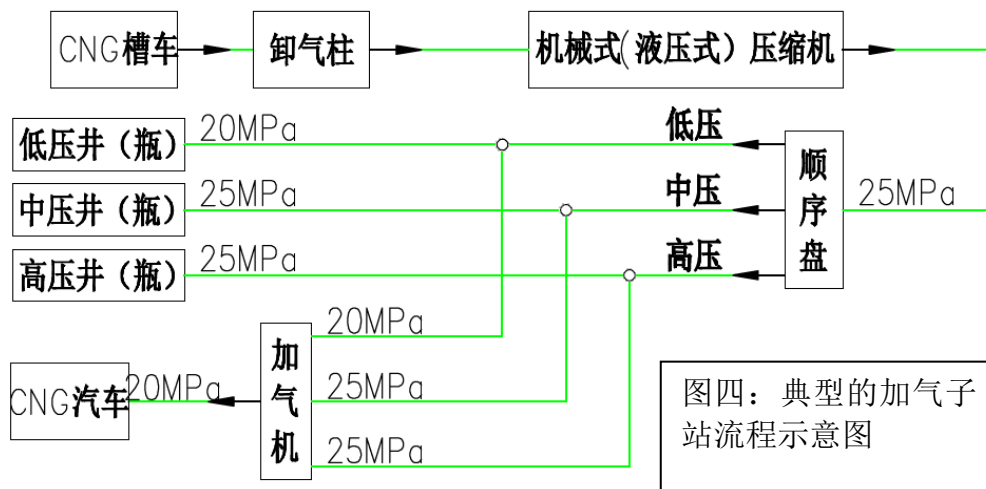 CNG槽车
卸气柱
机械式(液压式）压缩机
低压井（瓶）
20MPa
低压
中压井（瓶）
25MPa
中压
顺序盘
25MPa
高压井（瓶）
25MPa
高压
20MPa
加气机
CNG汽车
20MPa
25MPa
25MPa
图四：典型的加气子
站流程示意图